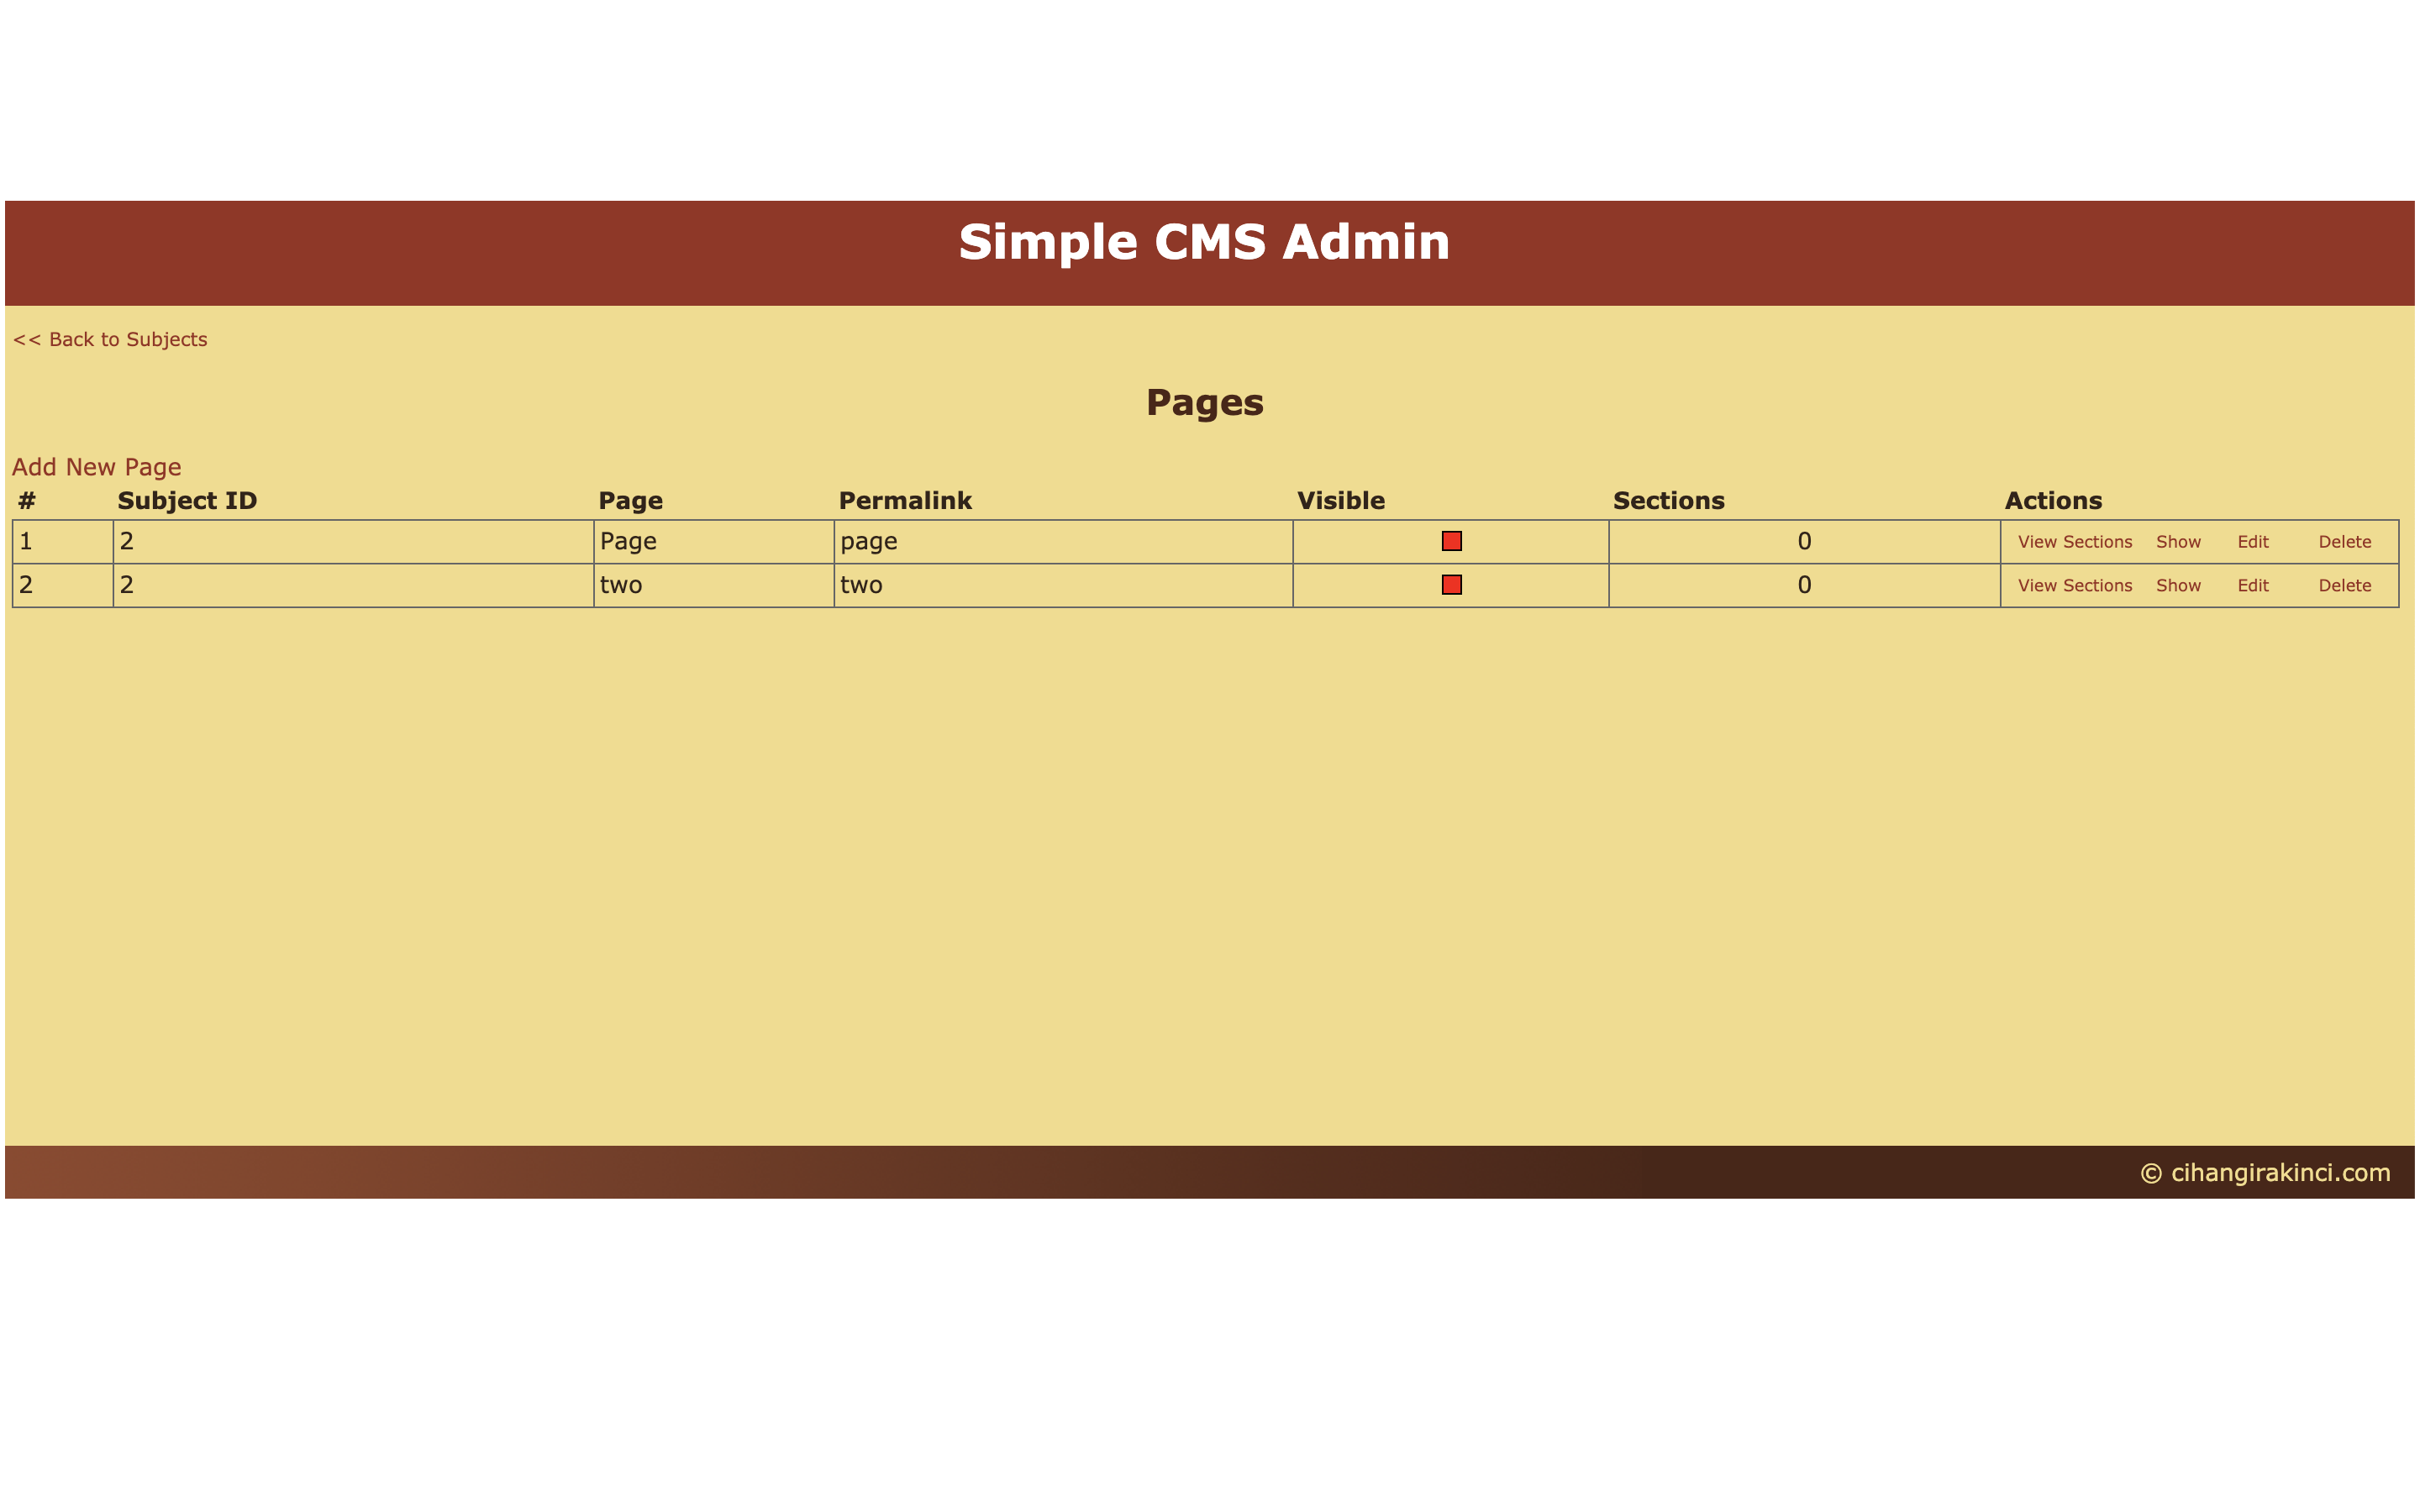 Simple CMS Admin
<< Back to Subjects
Pages
Add New Page
# Subject ID Page Permalink Visible Sections Actions
1 2 Page page 0 View Sections Show Edit Delete
2 2 two two 0 View Sections Show Edit Delete
© cihangirakinci.com